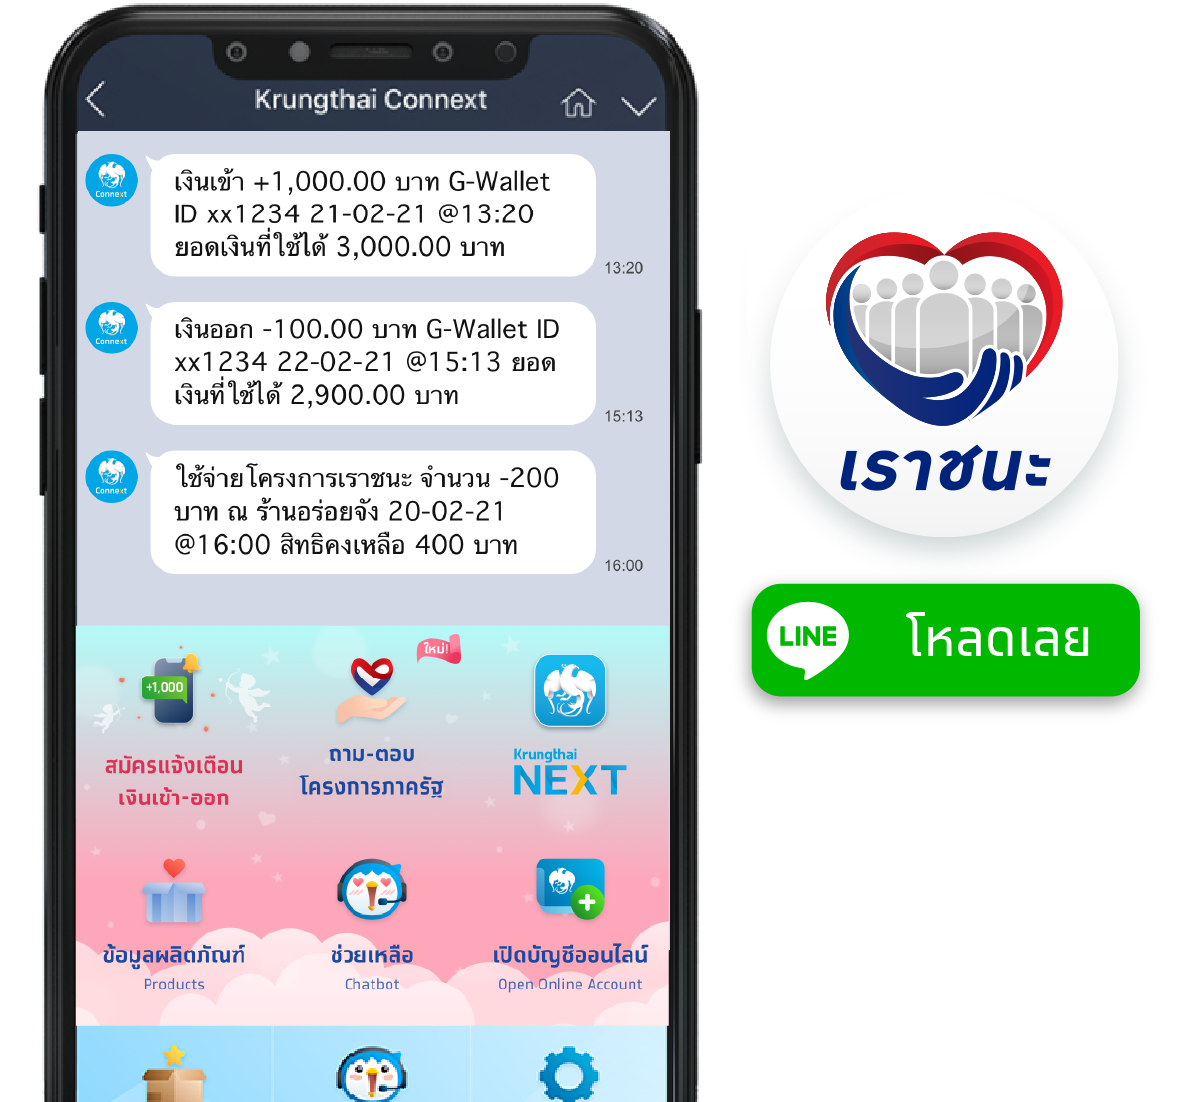 Krungthai Connext
Connext
เงินเข้า +1,000.00 บาท G-Wallet
ID xx1234 21-02-21 @13:20
ยอดเงินที่ใช้ได้ 3,000.00 บาท
13:20
Connext
เงินออก -100.00 บาท G-Wallet ID
xx1234 22-02-21 @15:13 ยอด
เงินที่ใช้ได้ 2,900.00 บาท
15:13
Connext
ใช้จ่ายโครงการเราชนะ จำนวน -200
บาท ณ ร้านอร่อยจัง 20-02-21
@16:00 สิทธิคงเหลือ 400 บาท
16:00
เราชนะ
LINE โหลดเลย
+1,000
สมัครแจ้งเตือน
เงินเข้า-ออก
ใหม่!
ถาม-ตอบ
โครงการภาครัฐ
Krungthai
NEXT
ข้อมูลผลิตภัณฑ์
Products
ช่วยเหลือ
Chatbot
เปิดบัญชีออนไลน์
Open Online Account